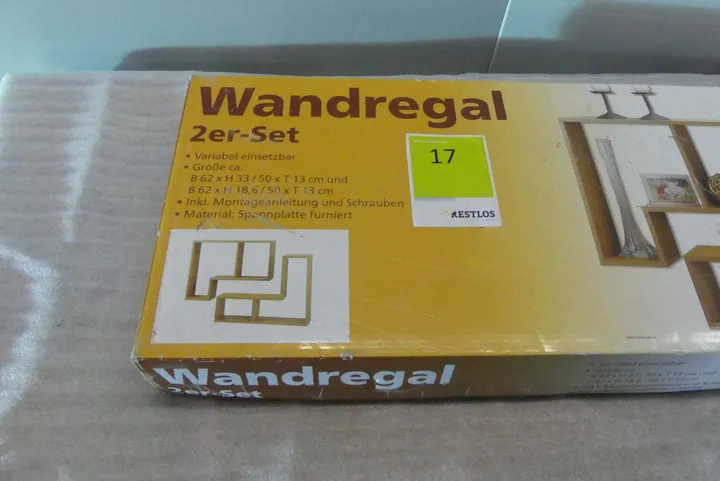 Wandregal
2er-Set
• Variabel einsetzbar
• Größe ca.:
B 62 x H 33 / 50 x T 13 cm und
B 62 x H 18,6 / 50 x T 13 cm
• Inkl. Montageanleitung und Schrauben
• Material: Spanplatte furniert
17
RESTLOS
Wandregal
2er-Set